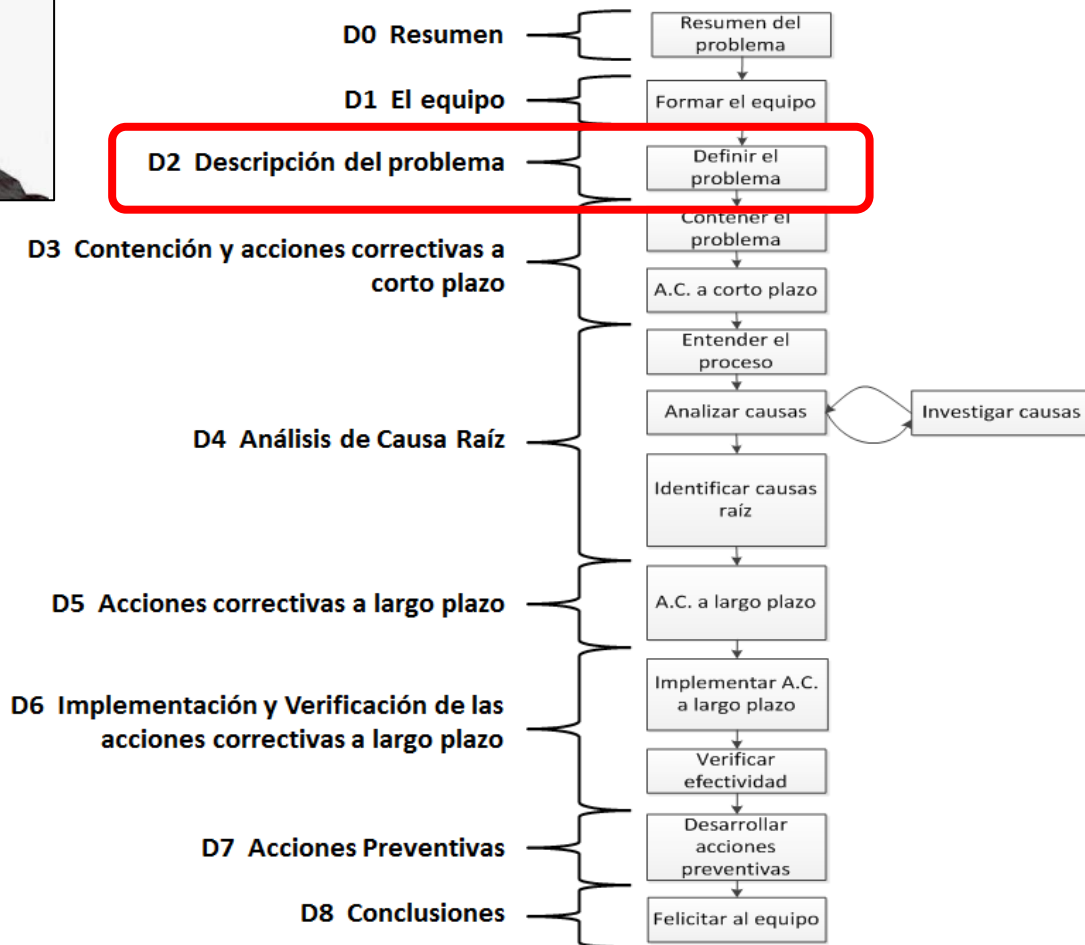 D0 Resumen
Resumen del
problema
D1 El equipo
Formar el equipo
D2 Descripción del problema
Definir el
problema
D3 Contención y acciones correctivas a
corto plazo
Contener el
problema
A.C. a corto plazo
D4 Análisis de Causa Raíz
Entender el
proceso
Analizar causas
Investigar causas
Identificar causas
raíz
D5 Acciones correctivas a largo plazo
A.C. a largo plazo
D6 Implementación y Verificación de las
acciones correctivas a largo plazo
Implementar A.C.
a largo plazo
Verificar
efectividad
D7 Acciones Preventivas
Desarrollar
acciones
preventivas
D8 Conclusiones
Felicitar al equipo